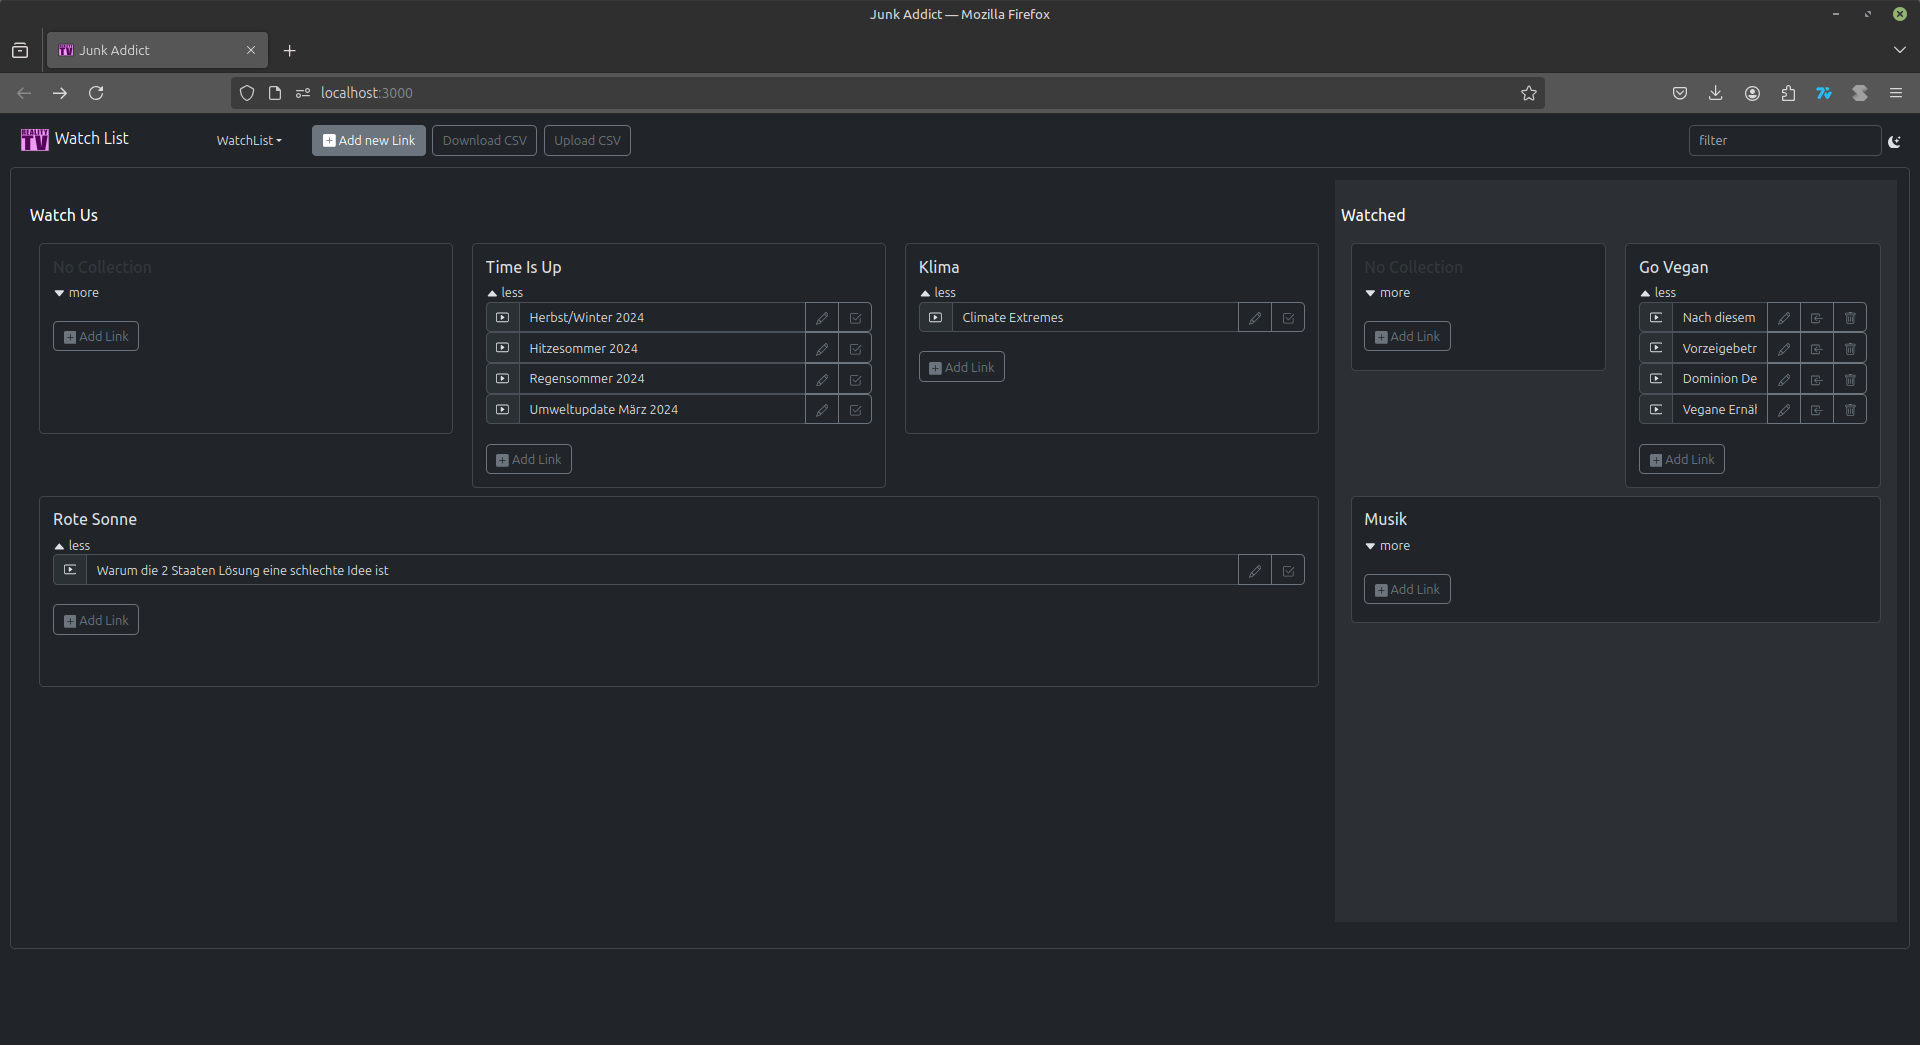 Junk Addict — Mozilla Firefox
Junk Addict
localhost:3000
REALITY TV Watch List
WatchList
Add new Link
Download CSV
Upload CSV
filter
Watch Us
No Collection
more
Add Link
Time Is Up
less
Herbst/Winter 2024
Hitzesommer 2024
Regensommer 2024
Umweltupdate März 2024
Add Link
Klima
less
Climate Extremes
Add Link
Rote Sonne
less
Warum die 2 Staaten Lösung eine schlechte Idee ist
Add Link
Watched
No Collection
more
Add Link
Go Vegan
less
Nach diesem
Vorzeigebetr
Dominion De
Vegane Ernäh
Add Link
Musik
more
Add Link